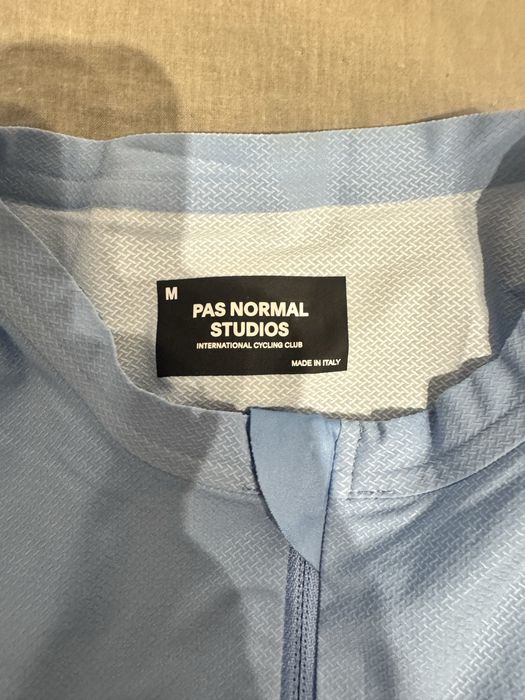 M
PAS NORMAL
STUDIOS
INTERNATIONAL CYCLING CLUB
MADE IN ITALY